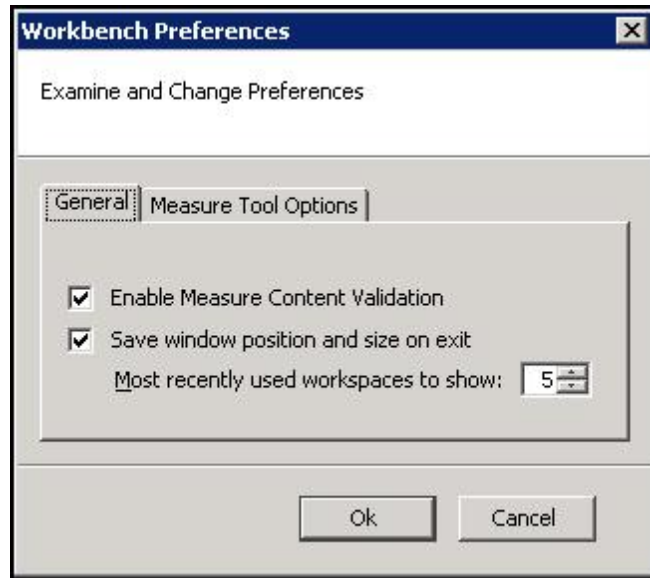 Workbench Preferences
Examine and Change Preferences
General Measure Tool Options
Enable Measure Content Validation
Save window position and size on exit
Most recently used workspaces to show: 5
Ok Cancel